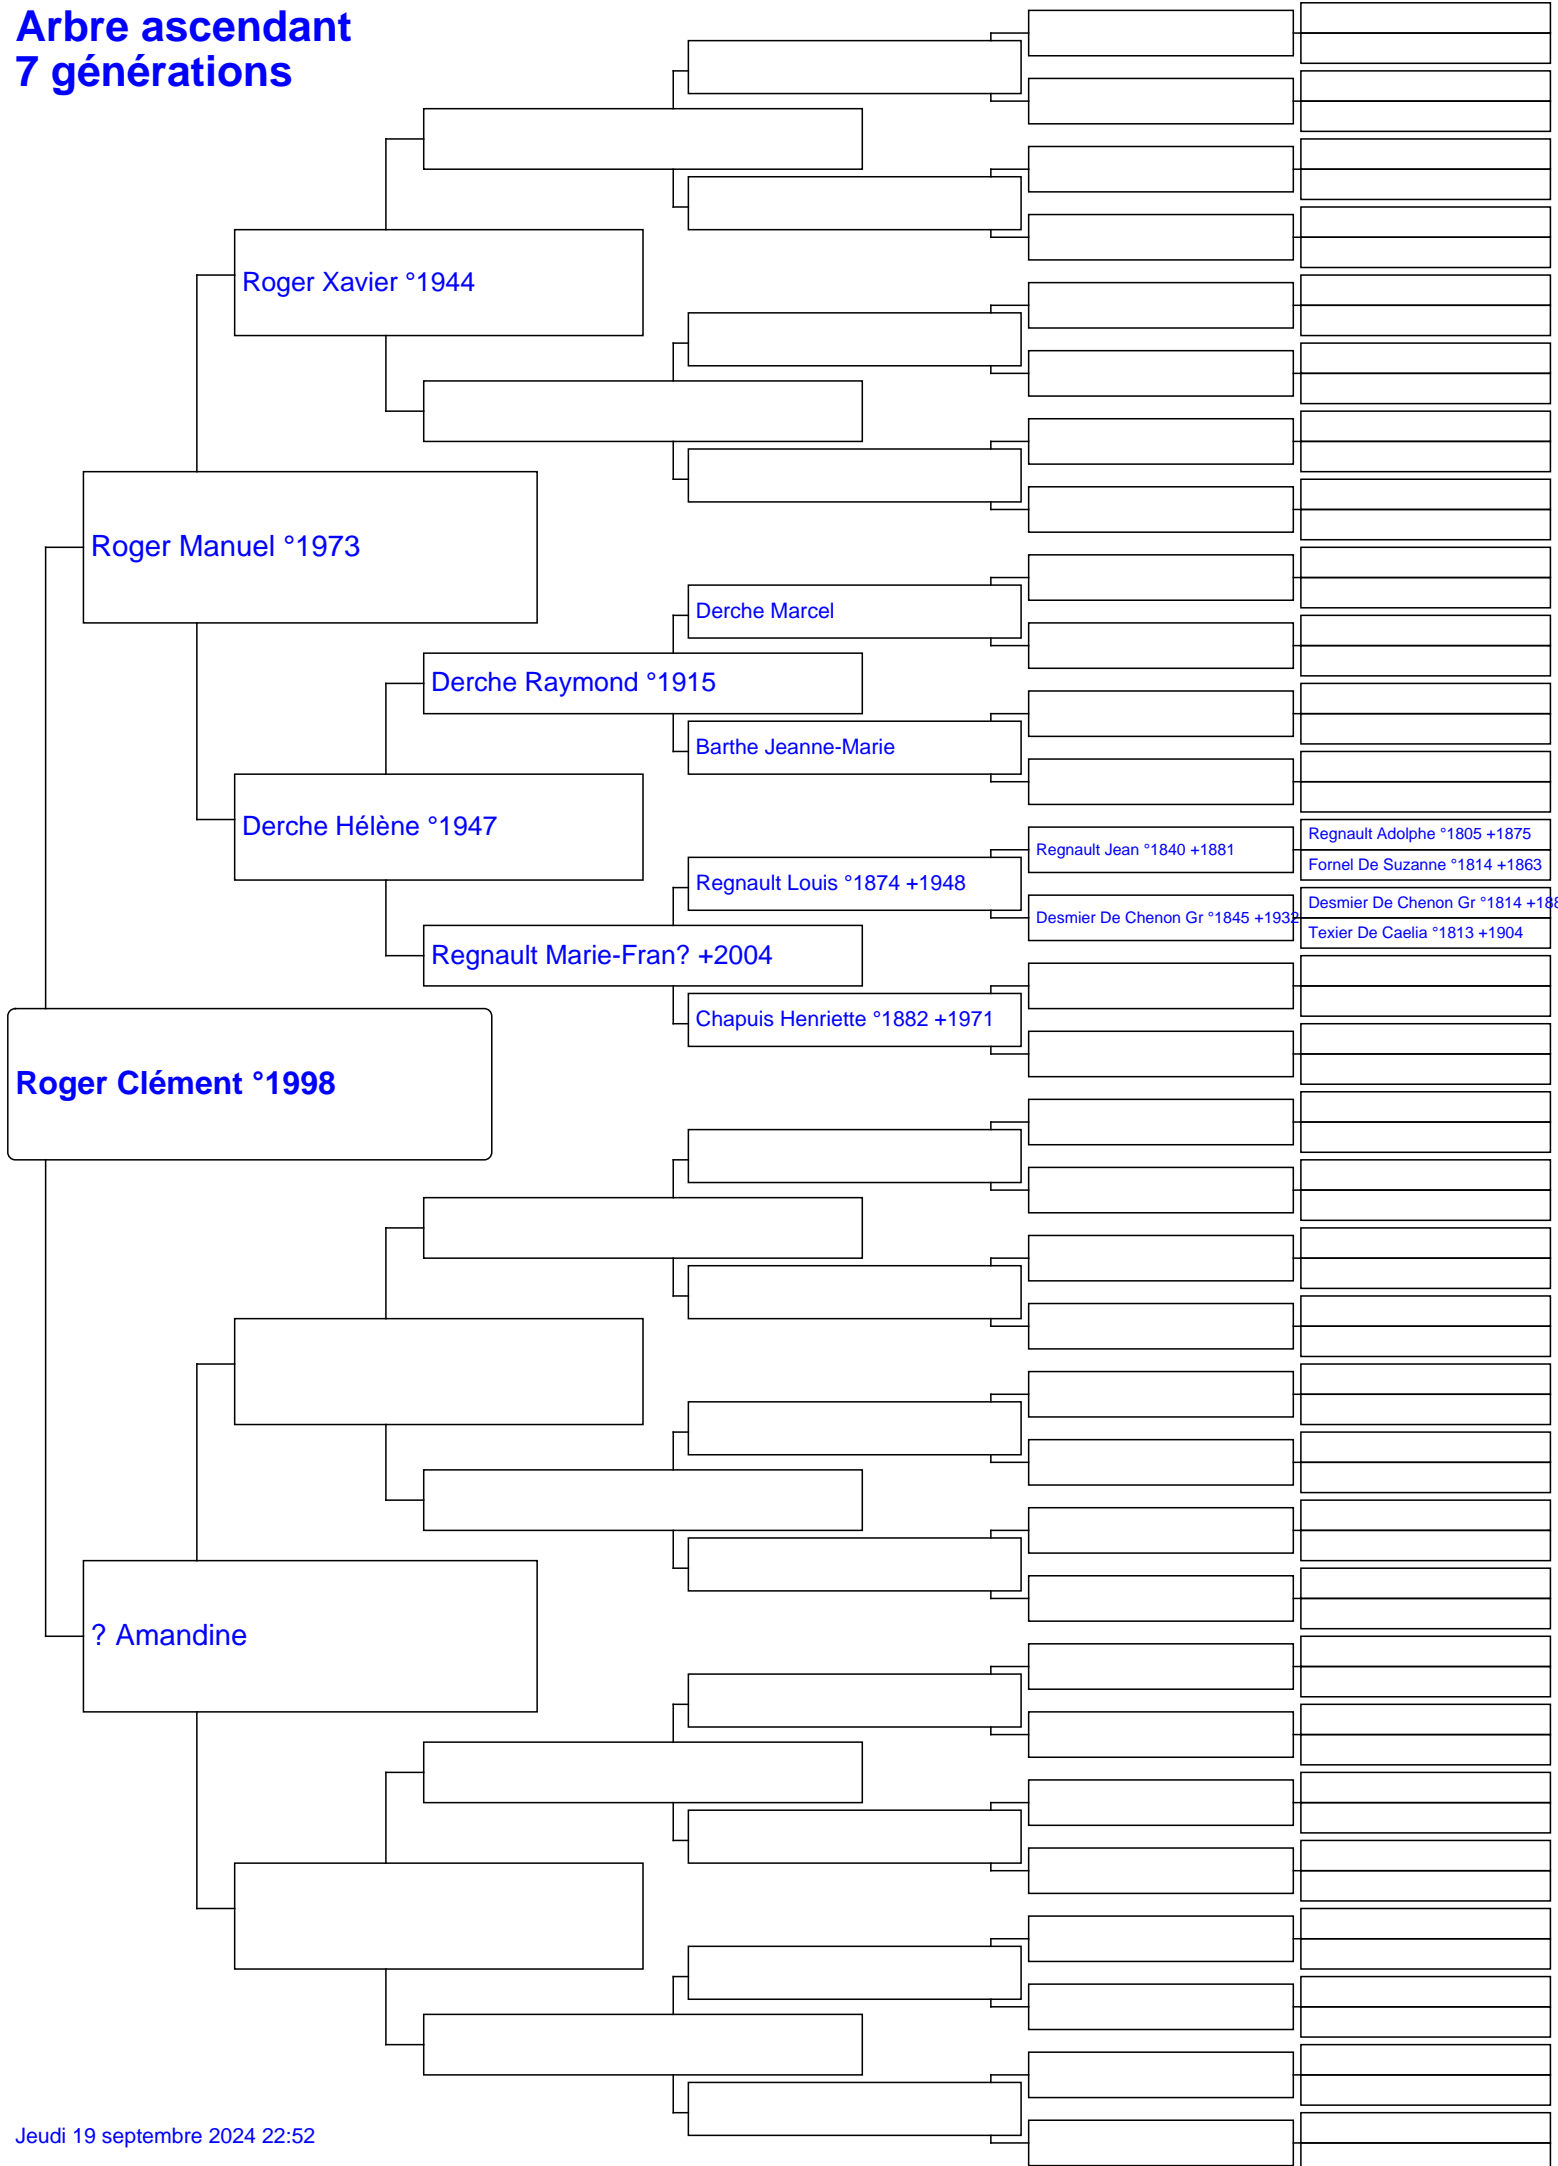 Arbre ascendant
7 générations
Roger Xavier °1944
Roger Manuel °1973
Derche Marcel
Derche Raymond °1915
Barthe Jeanne-Marie
Derche Hélène °1947
Regnault Adolphe °1805 +1875
Regnault Jean °1840 +1881
Fornel De Suzanne °1814 +1863
Regnault Louis °1874 +1948
Desmier De Chenon Gr °1814 +188
Desmier De Chenon Gr °1845 +1932
Texier De Caelia °1813 +1904
Regnault Marie-Fran? +2004
Chapuis Henriette °1882 +1971
Roger Clément °1998
? Amandine
Jeudi 19 septembre 2024 22:52